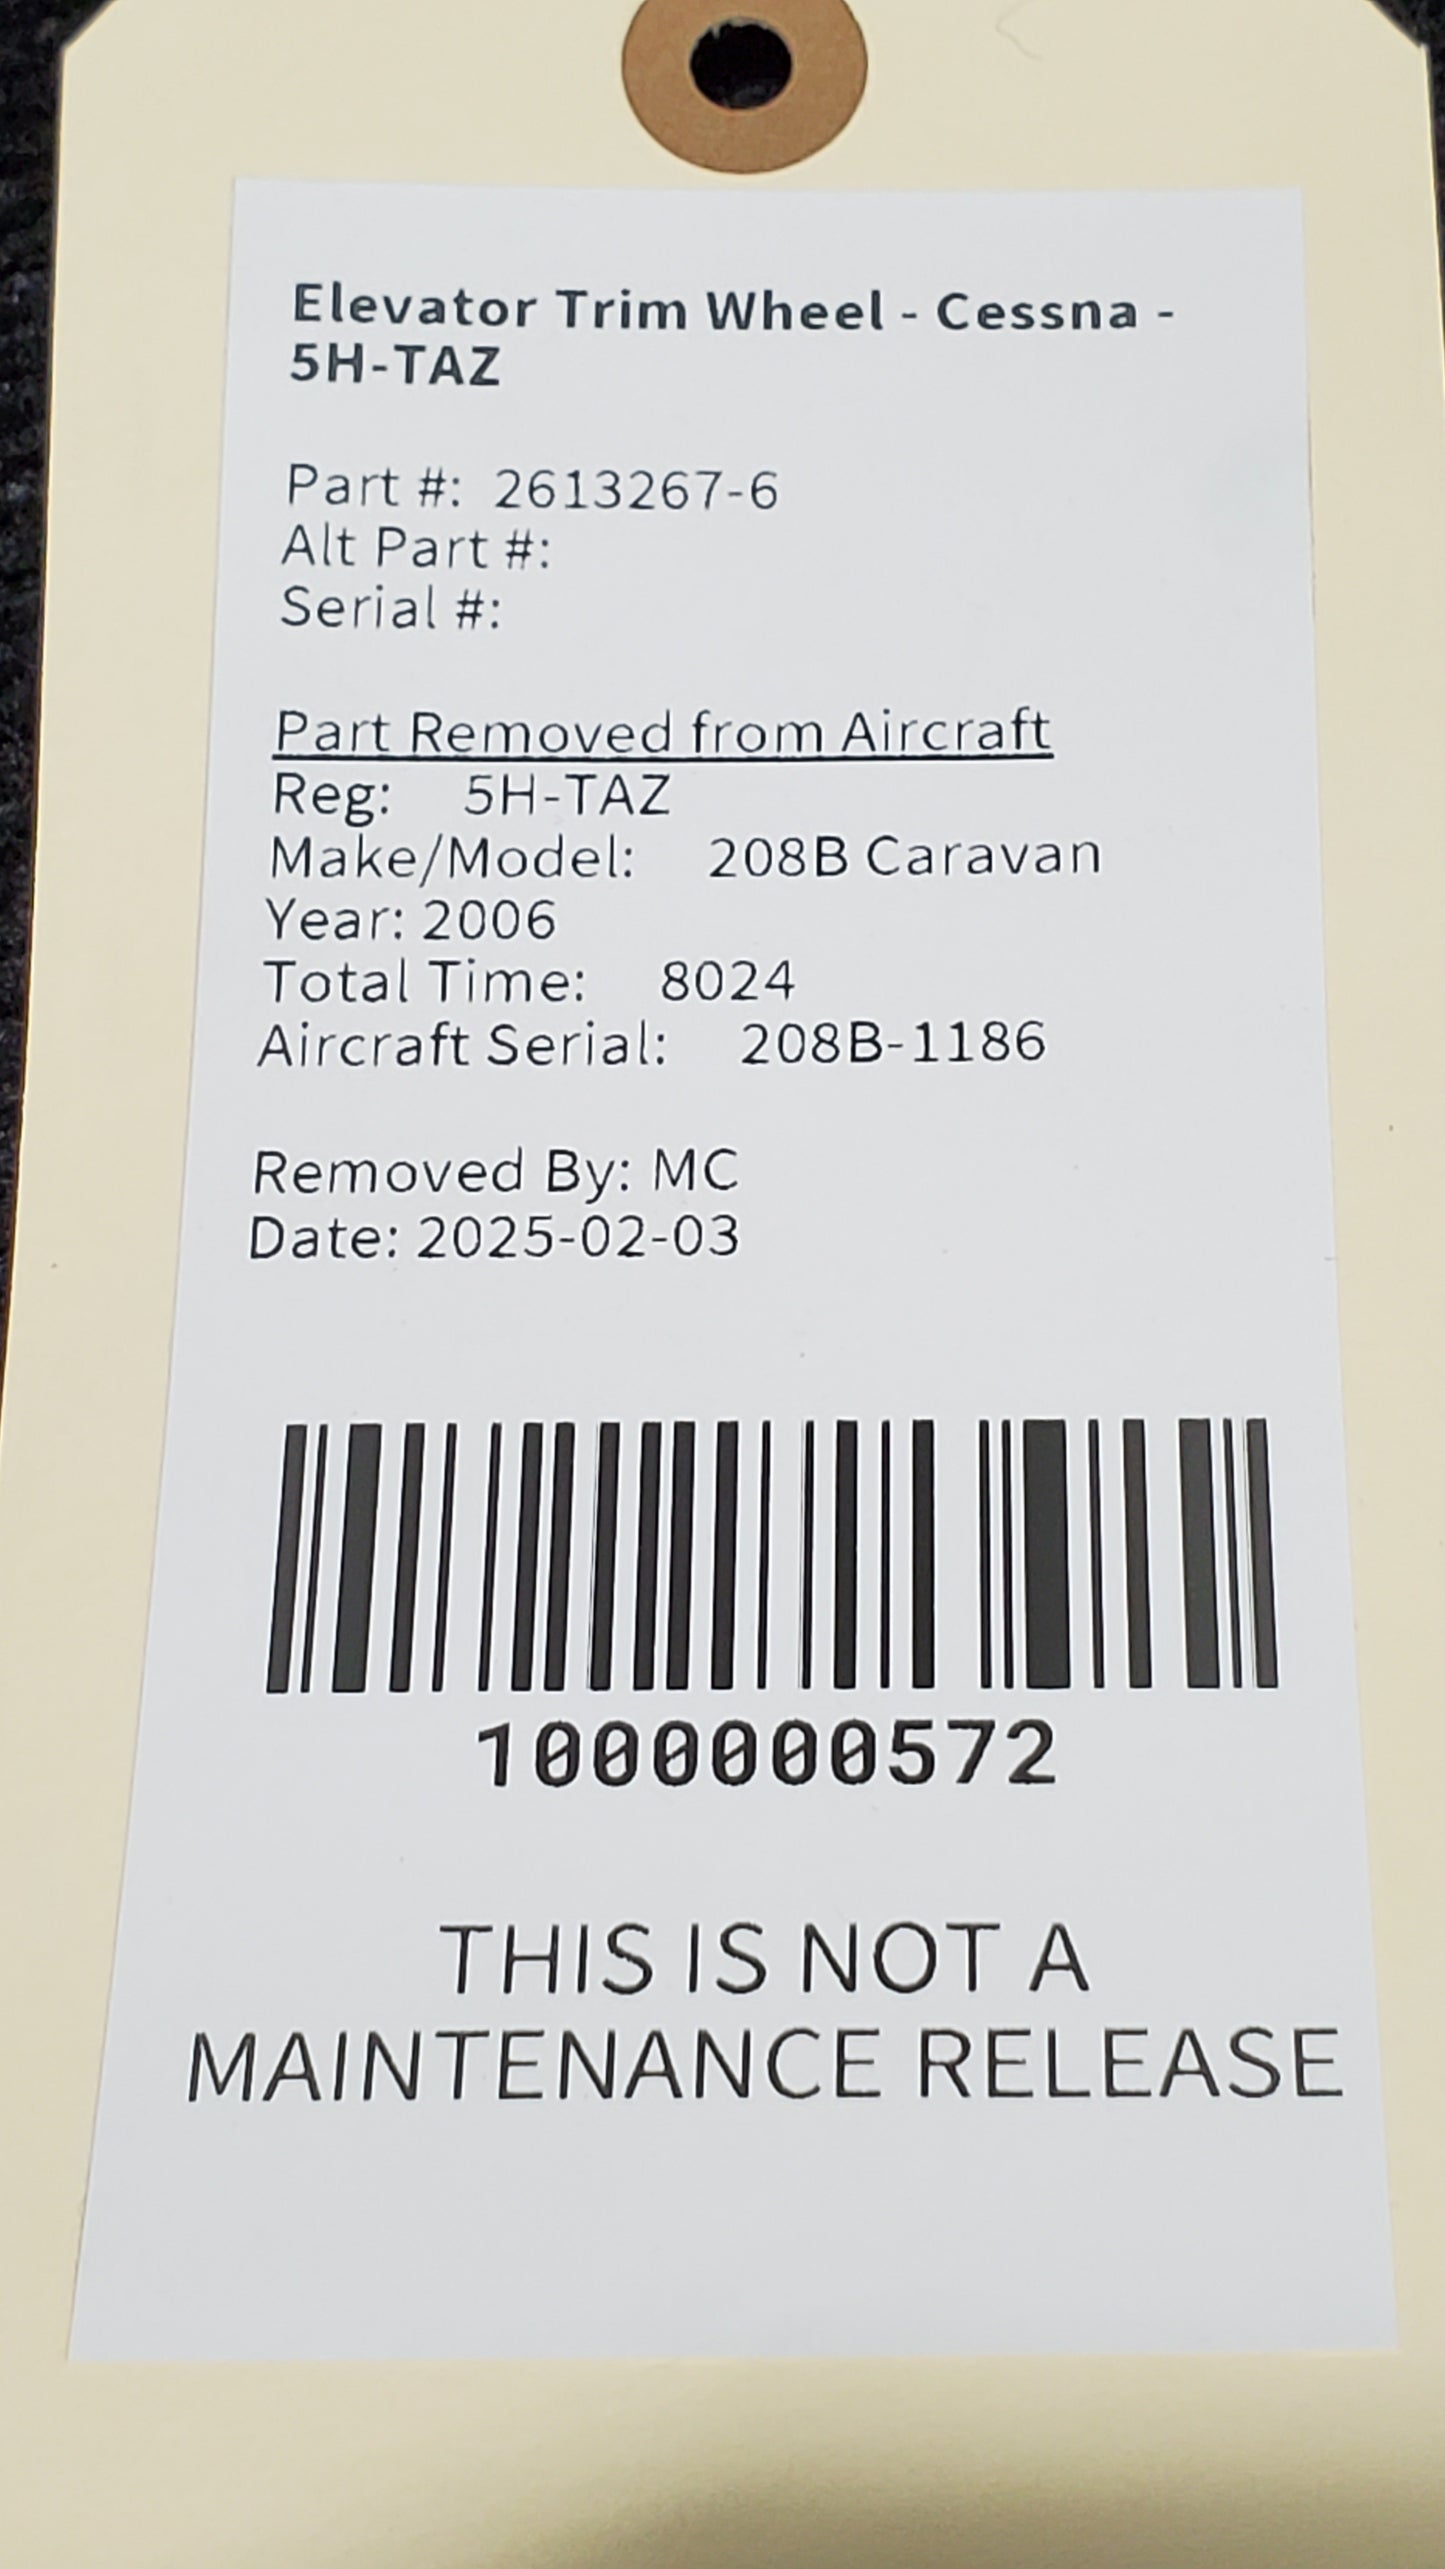 Elevator Trim Wheel - Cessna -
5H-TAZ
Part #: 2613267-6
Alt Part #:
Serial #:
Part Removed from Aircraft
Reg: 5H-TAZ
Make/Model: 208B Caravan
Year: 2006
Total Time: 8024
Aircraft Serial: 208B-1186
Removed By: MC
Date: 2025-02-03
1000000572
THIS IS NOT A
MAINTENANCE RELEASE